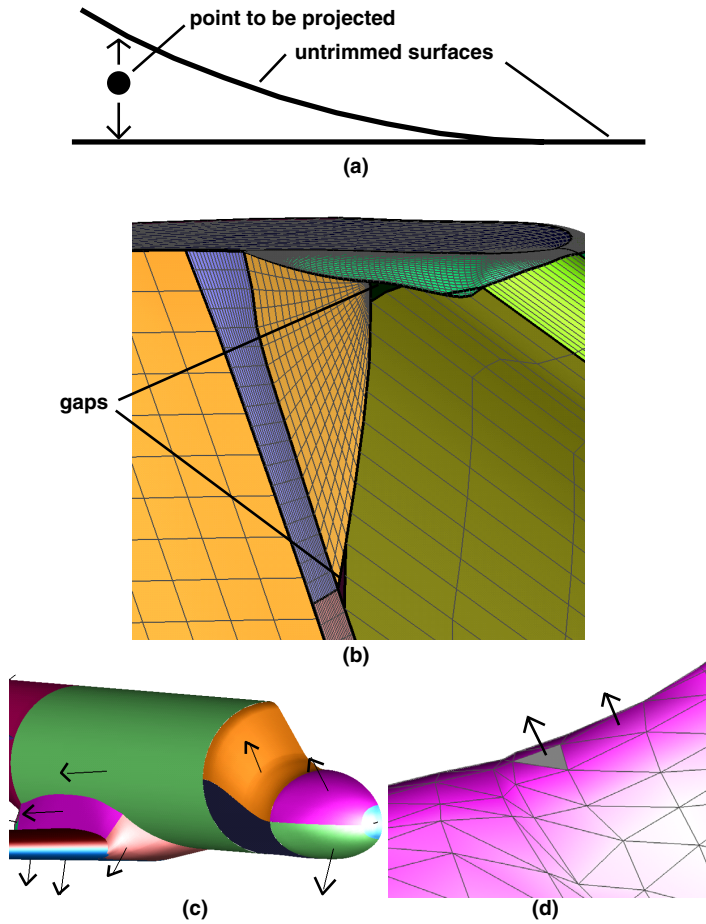 point to be projected
untrimmed surfaces
(a)
gaps
(b)
(c)
(d)